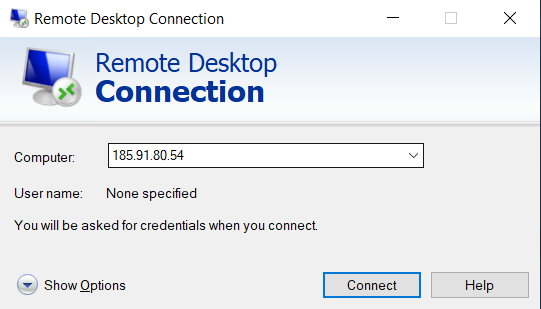 Remote Desktop Connection
Remote Desktop
Connection
Computer: 185.91.80.54
User name: None specified
You will be asked for credentials when you connect.
Show Options Connect Help